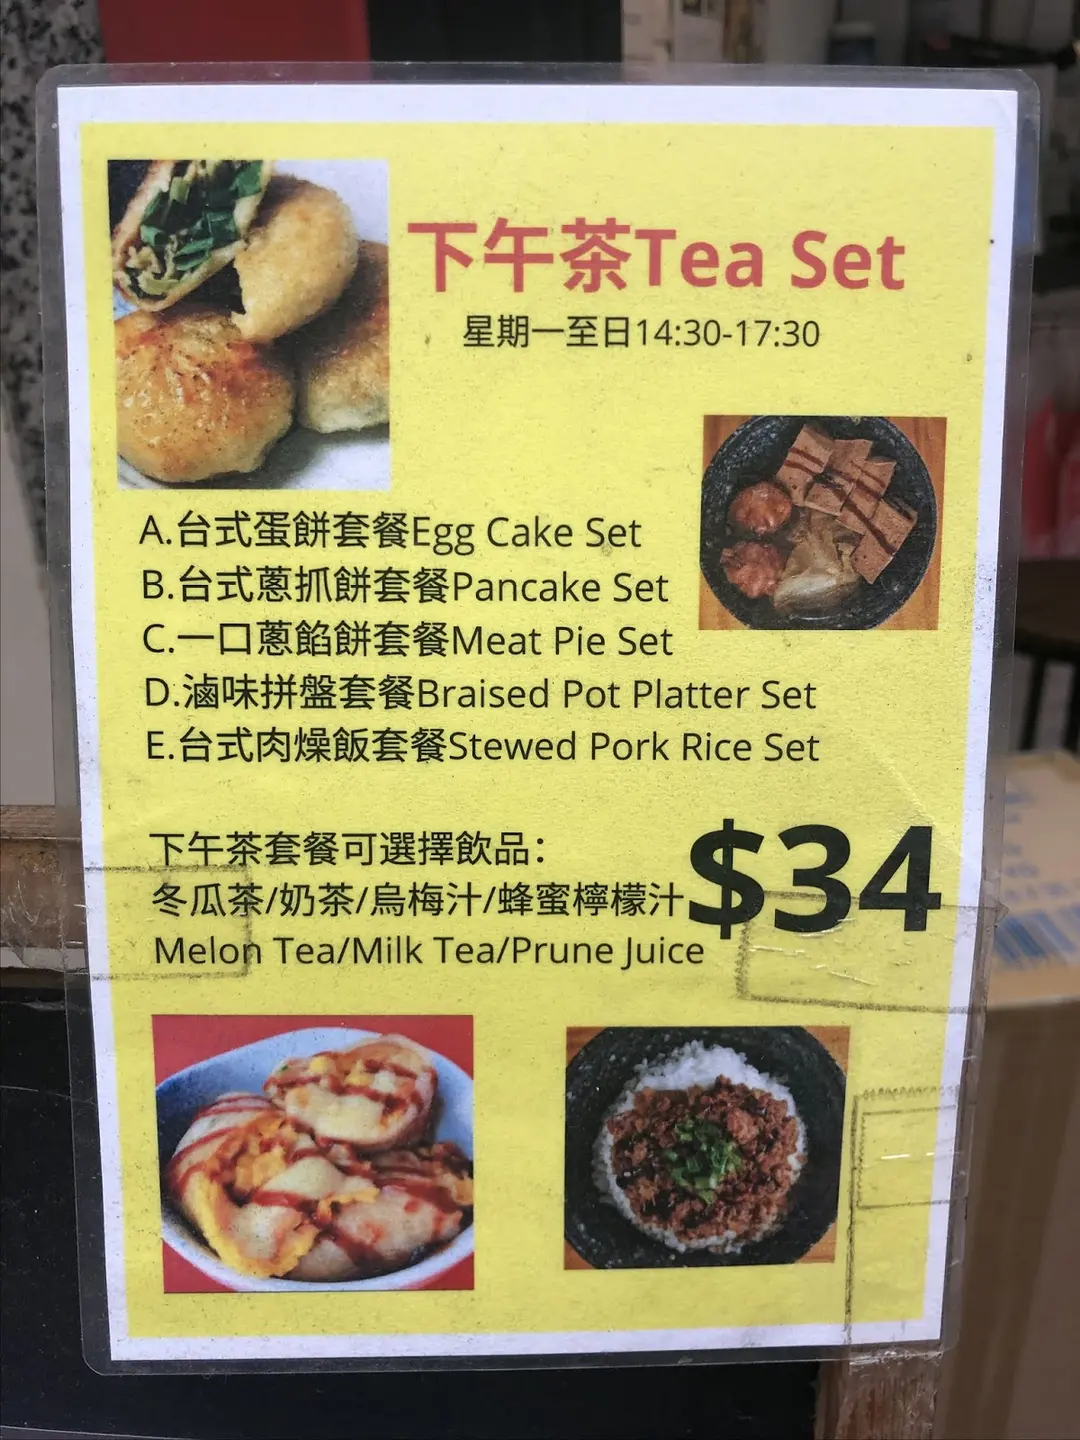 下午茶Tea Set
星期一至日14:30-17:30
A.台式蛋餅套餐Egg Cake Set
B.台式蔥抓餅套餐Pancake Set
C.一口蔥餡餅套餐Meat Pie Set
D.滷味拼盤套餐Braised Pot Platter Set
E.台式肉燥飯套餐Stewed Pork Rice Set
下午茶套餐可選擇飲品：
冬瓜茶/奶茶/烏梅汁/蜂蜜檸檬汁
Melon Tea/Milk Tea/Prune Juice
$34